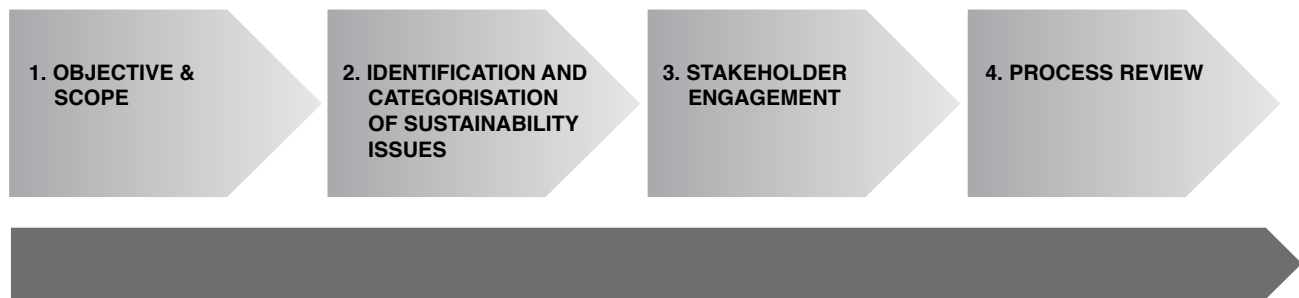 1. OBJECTIVE &
SCOPE
2. IDENTIFICATION AND
CATEGORISATION
OF SUSTAINABILITY
ISSUES
3. STAKEHOLDER
ENGAGEMENT
4. PROCESS REVIEW